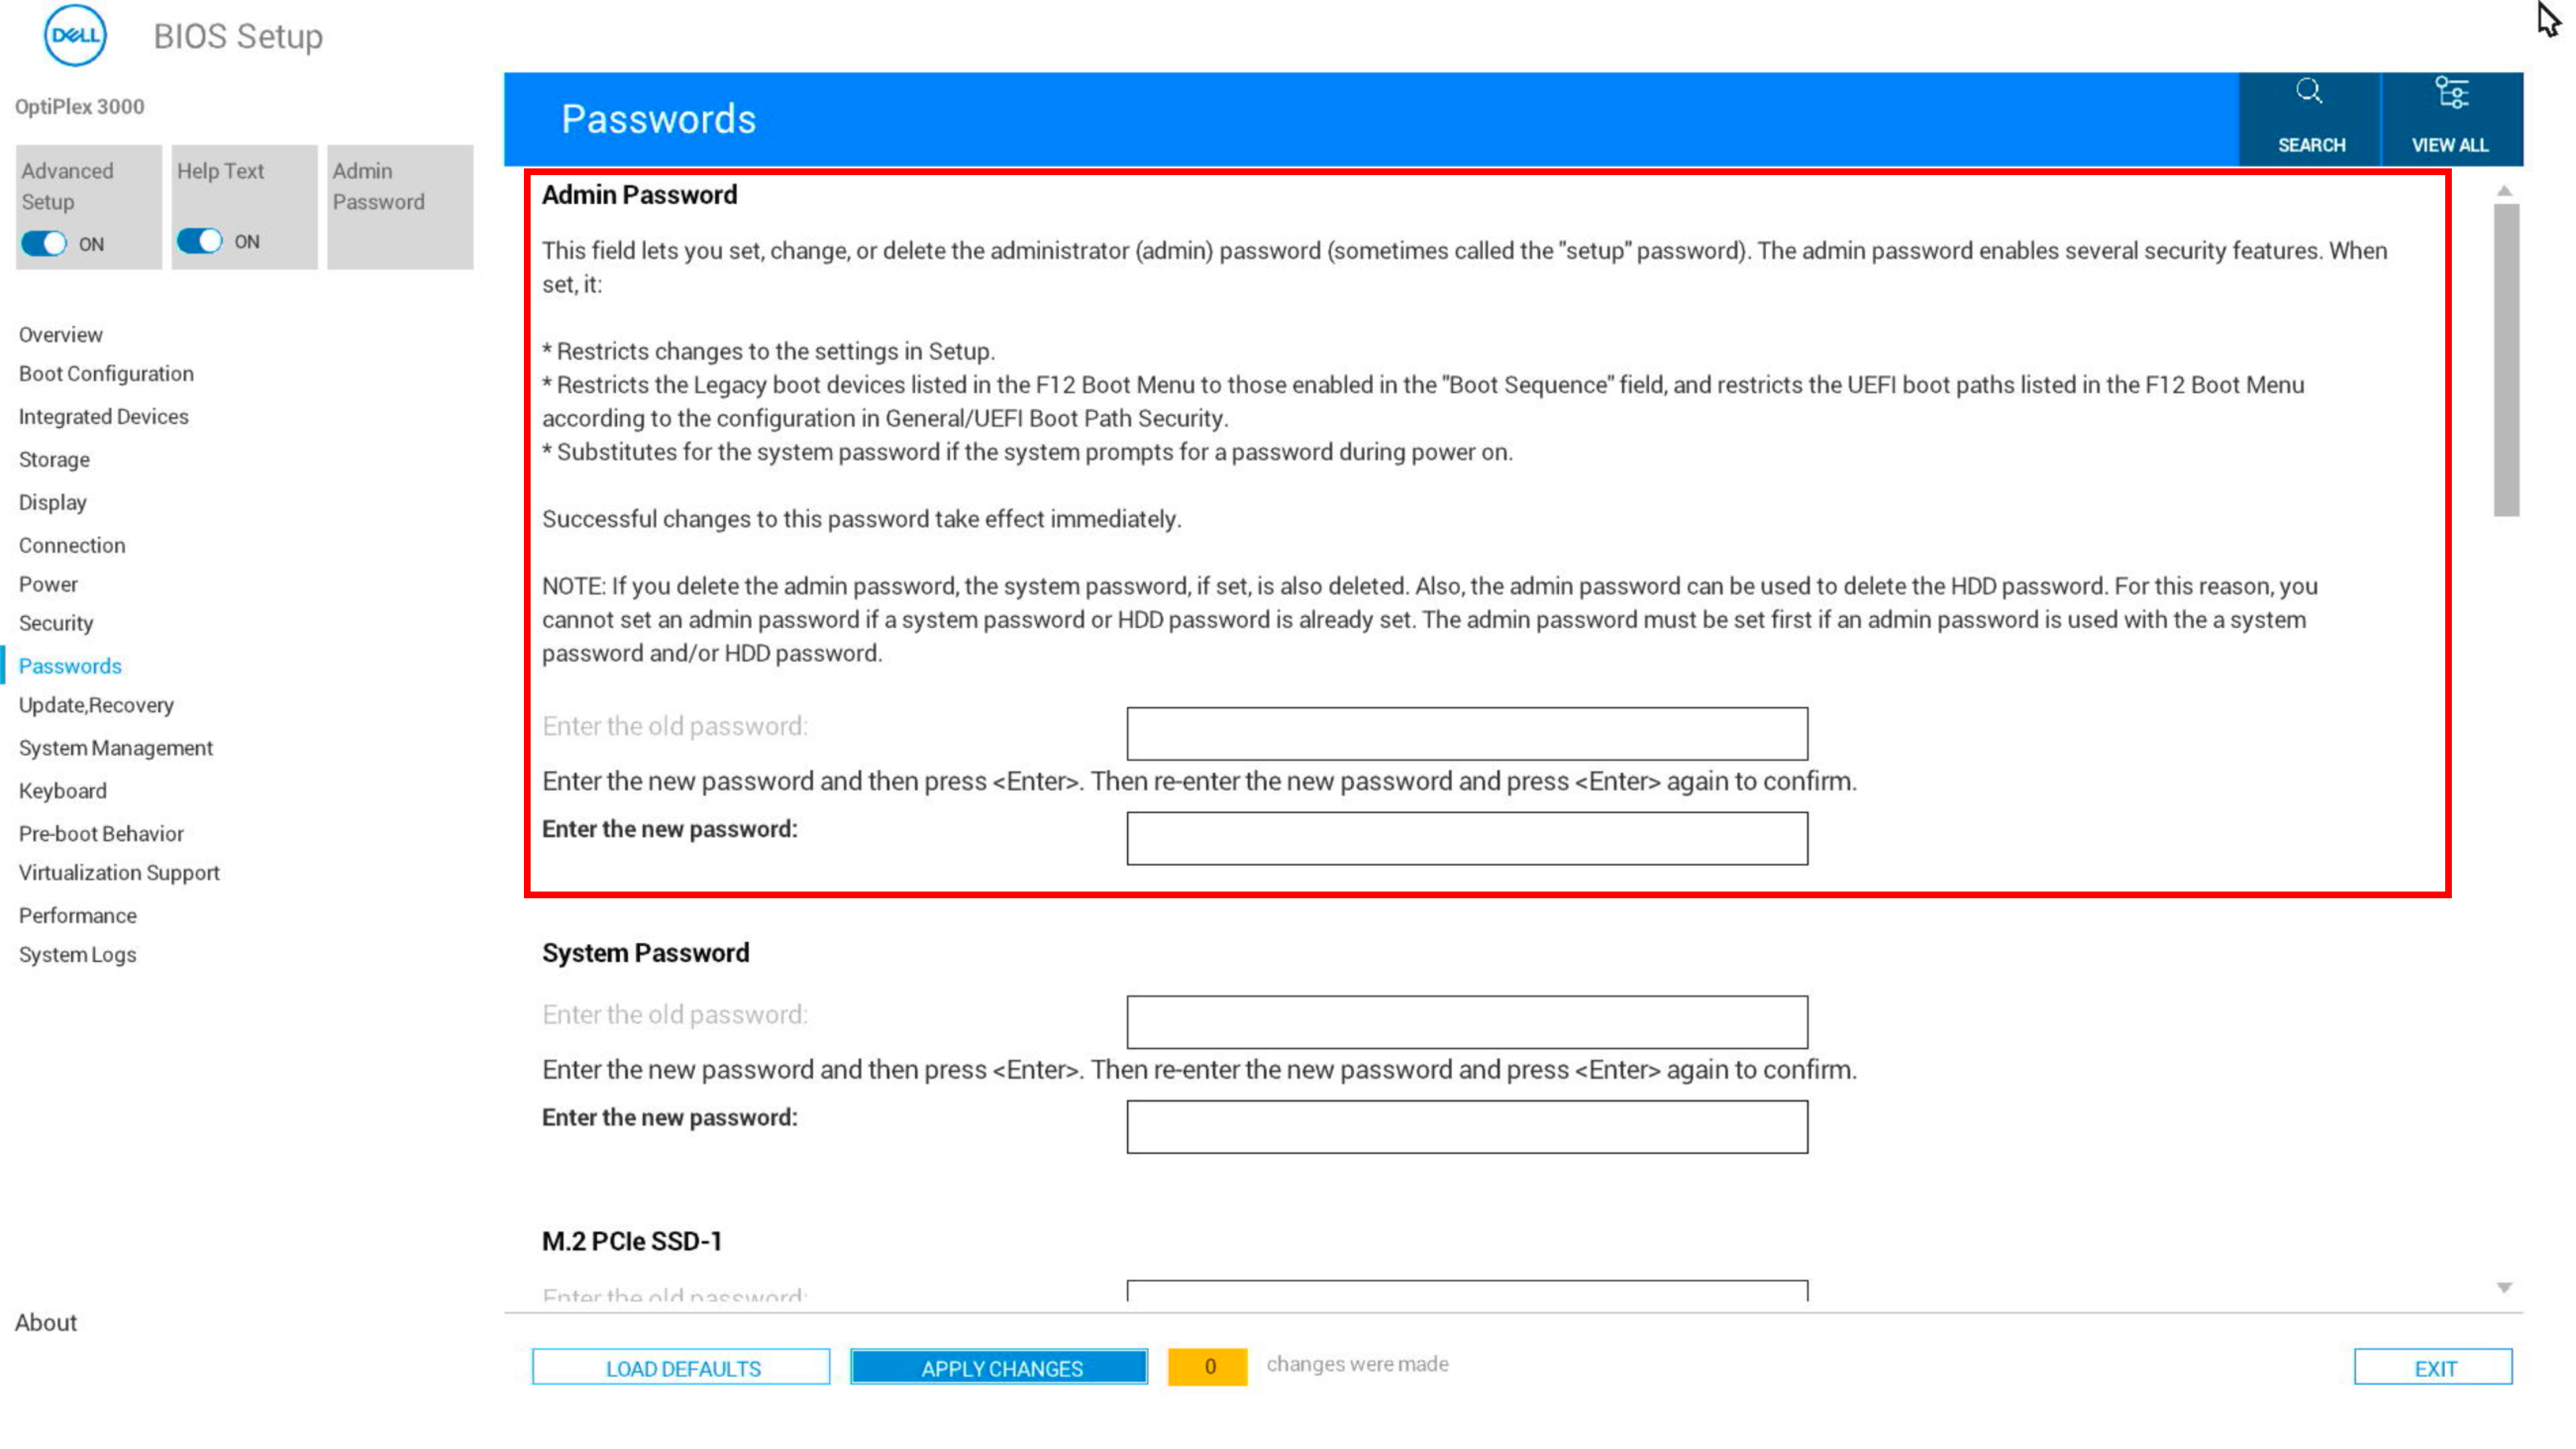 DELL
BIOS Setup
OptiPlex 3000
Advanced
Setup
ON
Help Text
ON
Admin
Password
Overview
Boot Configuration
Integrated Devices
Storage
Display
Connection
Power
Security
Passwords
Update,Recovery
System Management
Keyboard
Pre-boot Behavior
Virtualization Support
Performance
System Logs
About
Passwords
SEARCH
VIEW ALL
Admin Password
This field lets you set, change, or delete the administrator (admin) password (sometimes called the "setup" password). The admin password enables several security features. When
set, it:
* Restricts changes to the settings in Setup.
* Restricts the Legacy boot devices listed in the F12 Boot Menu to those enabled in the "Boot Sequence" field, and restricts the UEFI boot paths listed in the F12 Boot Menu
according to the configuration in General/UEFI Boot Path Security.
* Substitutes for the system password if the system prompts for a password during power on.
Successful changes to this password take effect immediately.
NOTE: If you delete the admin password, the system password, if set, is also deleted. Also, the admin password can be used to delete the HDD password. For this reason, you
cannot set an admin password if a system password or HDD password is already set. The admin password must be set first if an admin password is used with the a system
password and/or HDD password.
Enter the old password:
Enter the new password and then press <Enter>. Then re-enter the new password and press <Enter> again to confirm.
Enter the new password:
System Password
Enter the old password:
Enter the new password and then press <Enter>. Then re-enter the new password and press <Enter> again to confirm.
Enter the new password:
M.2 PCIe SSD-1
Enter the old password:
LOAD DEFAULTS
APPLY CHANGES
0
changes were made
EXIT